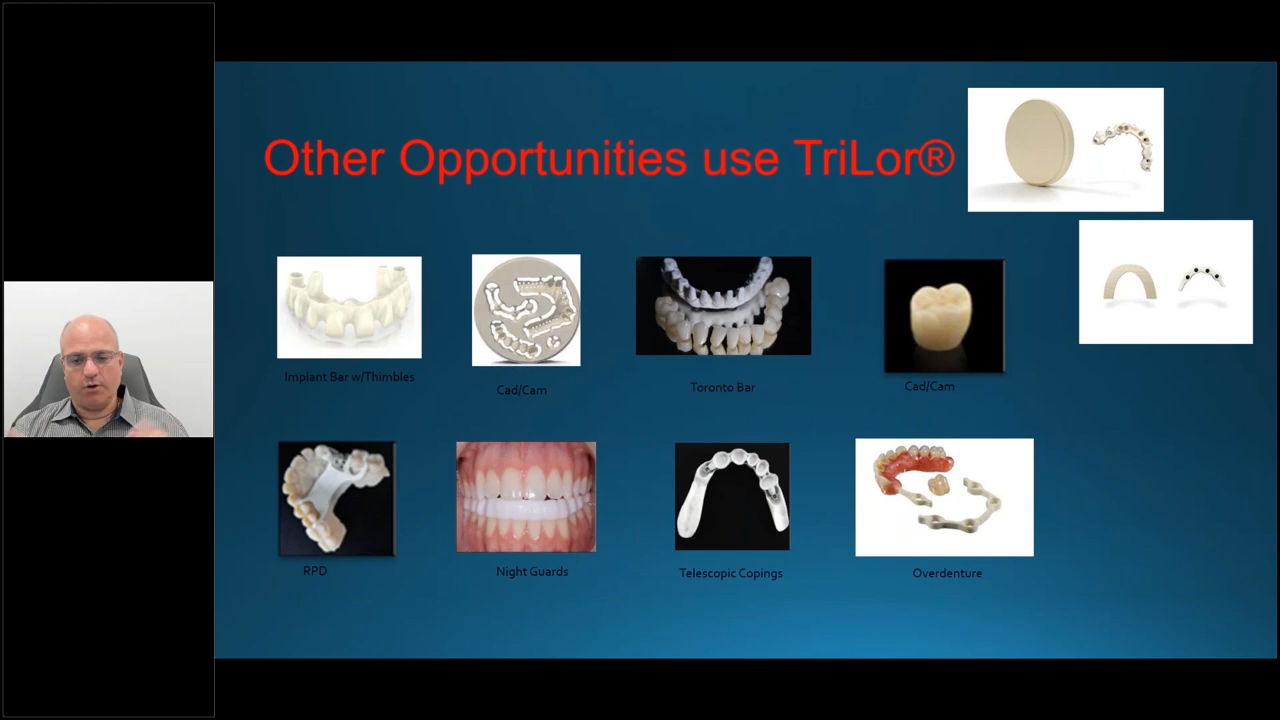 Other Opportunities use TriLor®
Implant Bar w/Thimbles
Cad/Cam
Toronto Bar
Cad/Cam
RPD
Night Guards
Telescopic Copings
Overdenture